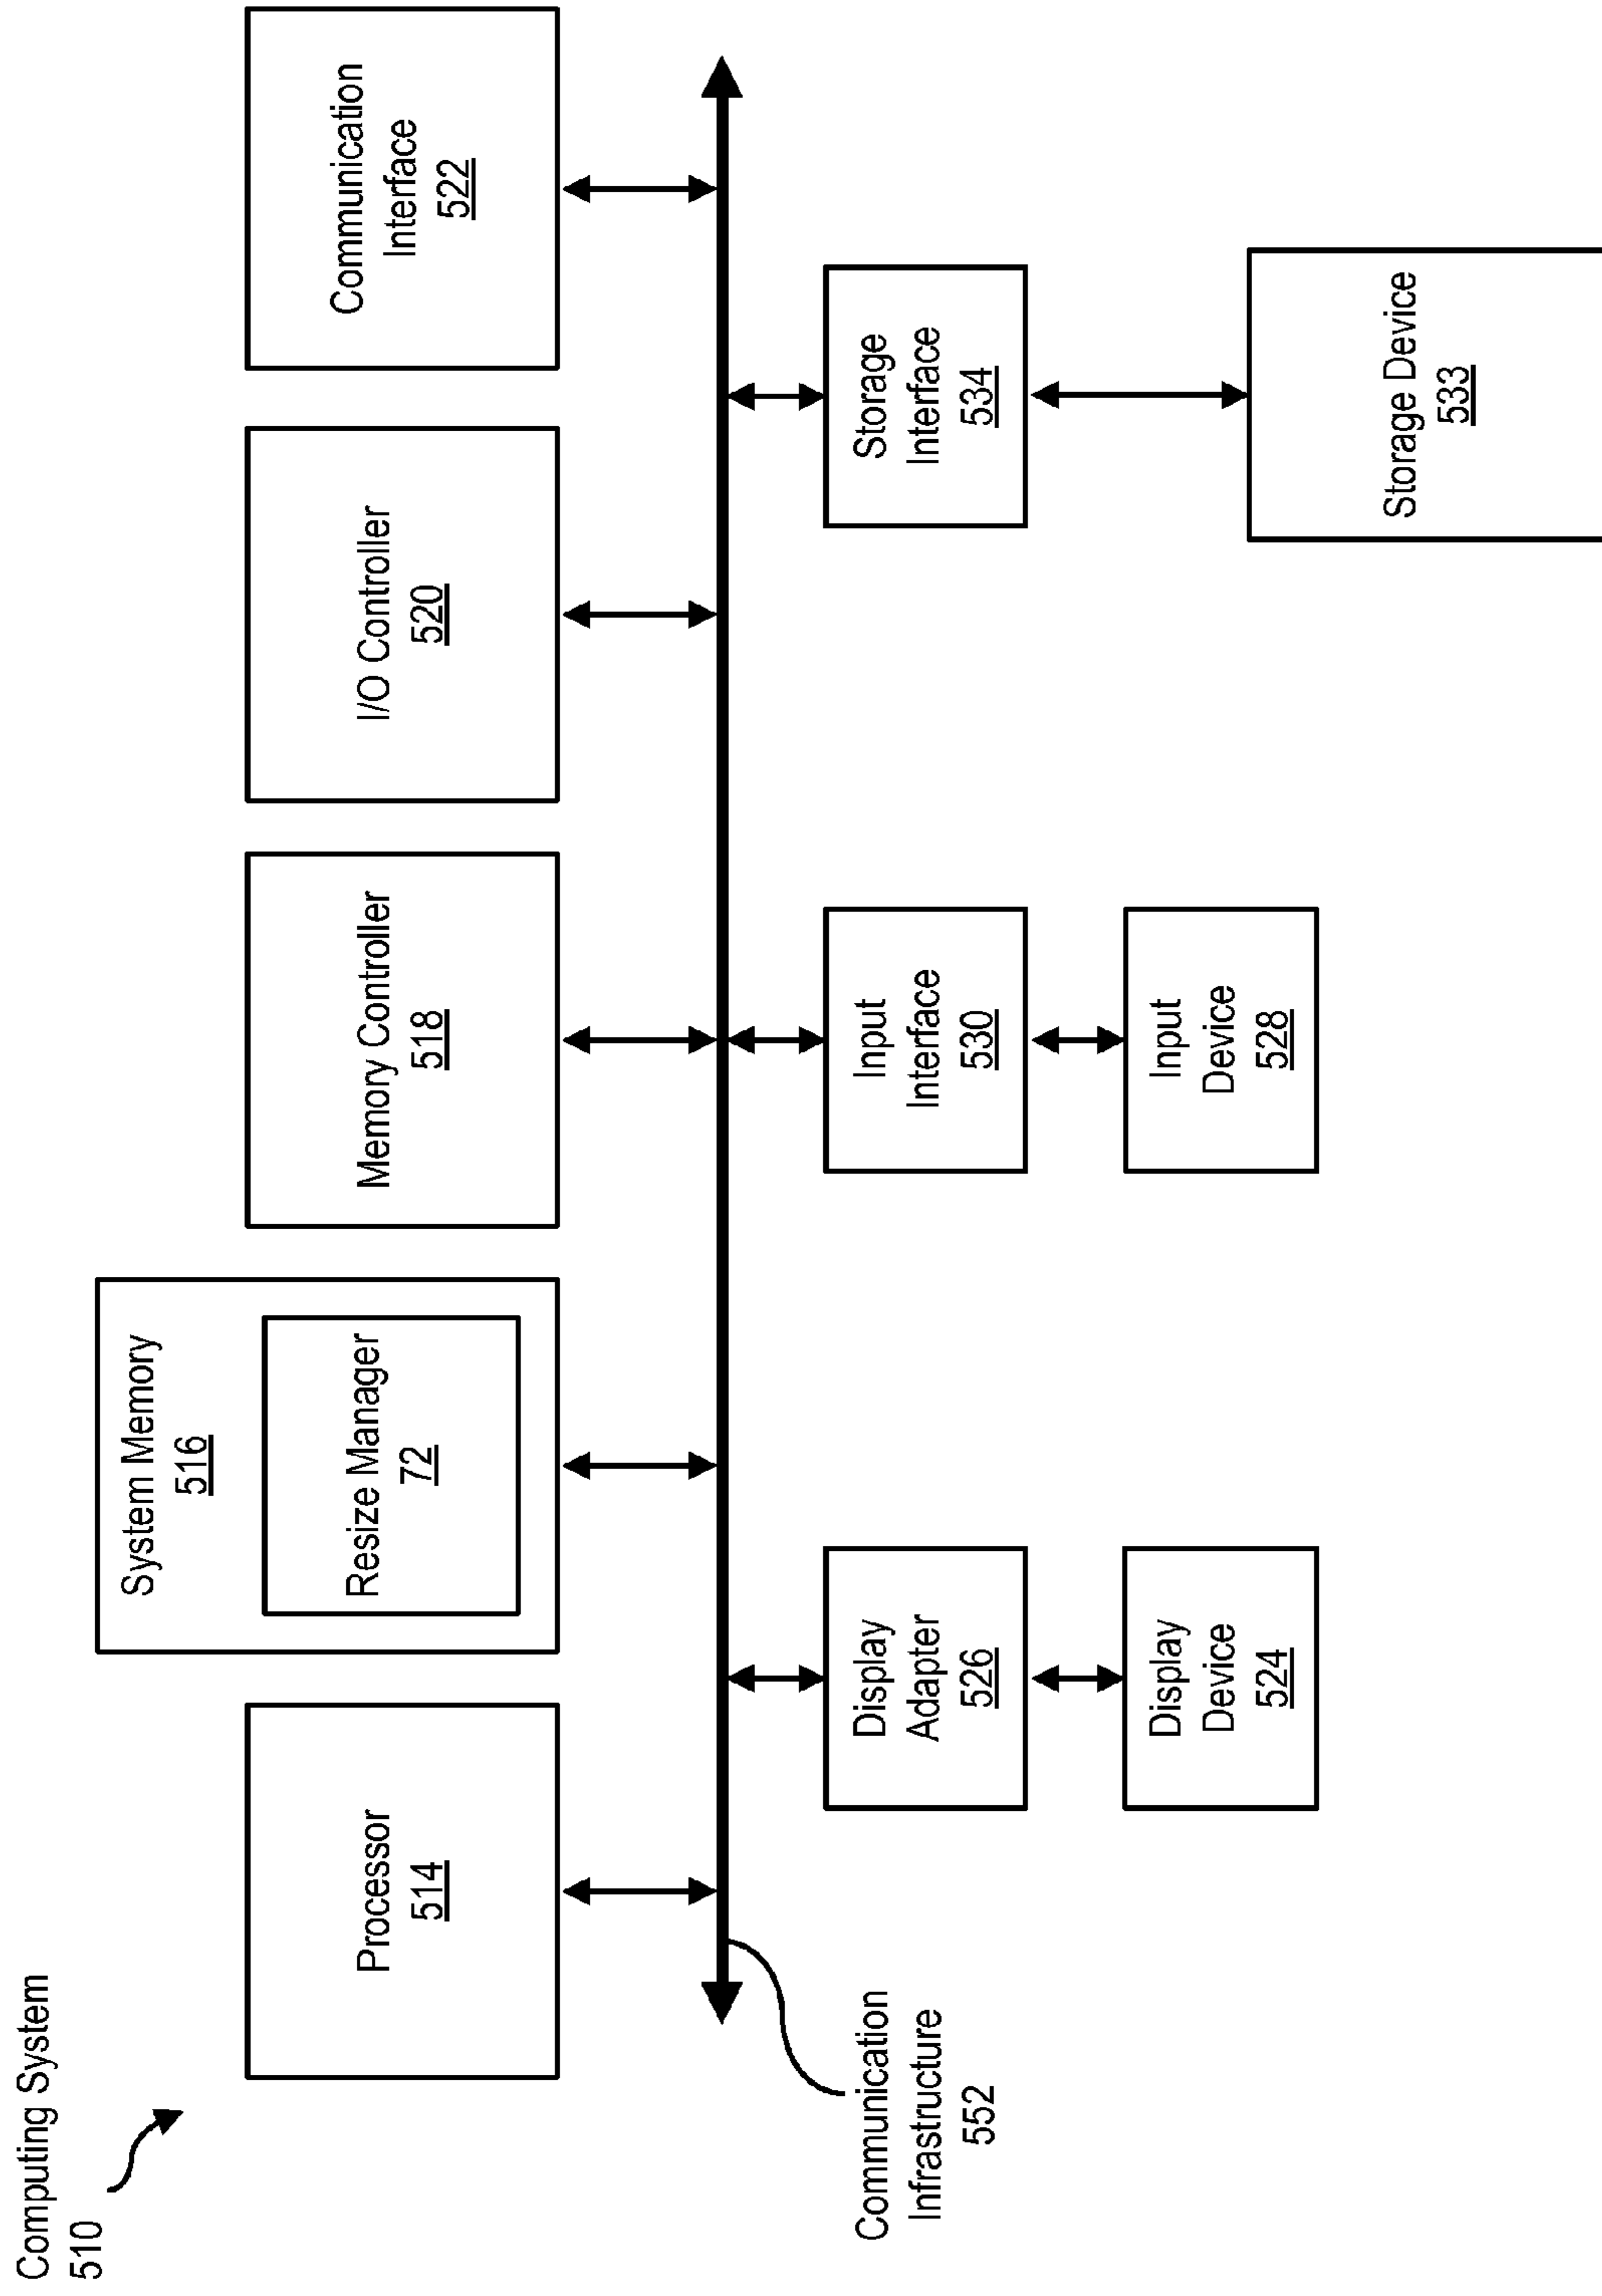 Computing System
510
Processor
514
System Memory
516
Resize Manager
72
Memory Controller
518
I/O Controller
520
Communication
Interface
522
Communication
Infrastructure
552
Display
Adapter
526
Input
Interface
530
Storage
Interface
534
Display
Device
524
Input
Device
528
Storage Device
533